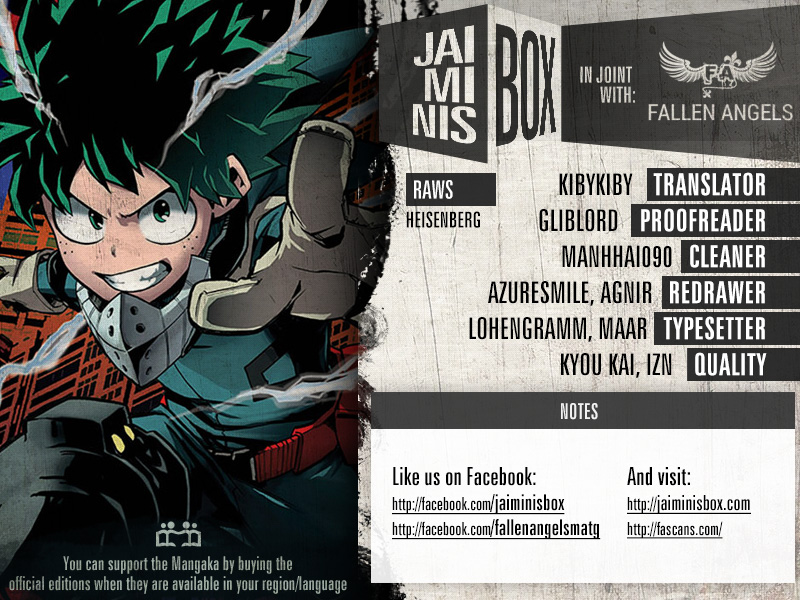 JAI
MI
NIS
BOX
IN JOINT
WITH:
FA
FALLEN ANGELS
RAWS
HEISENBERG
KIBYKIBY TRANSLATOR
GLIBLORD PROOFREADER
MANHHAI090 CLEANER
AZURESMILE, AGNIR REDRAWER
LOHENGRAMM, MAAR TYPESETTER
KYOU KAI, IZN QUALITY
NOTES
Like us on Facebook:
http://facebook.com/jaiminisbox
http://facebook.com/fallenangelsmatq
And visit:
http://jaiminisbox.com
http://fascans.com/
You can support the Mangaka by buying the
official editions when they are available in your region/language